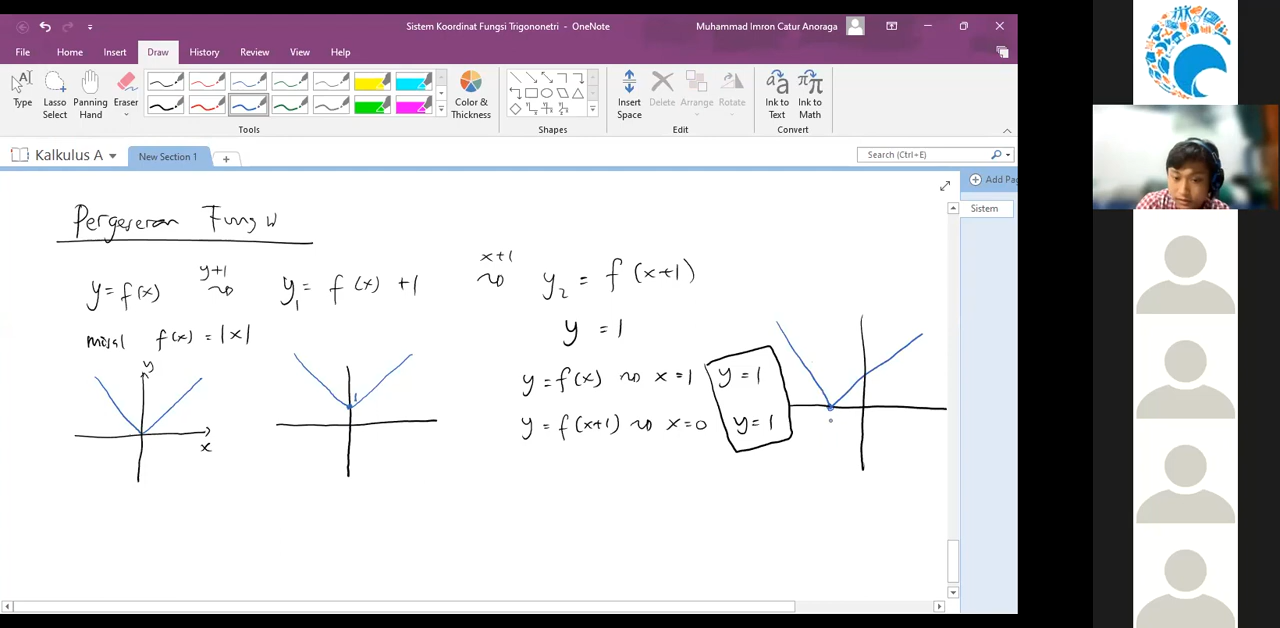 Sistem Koordinat Fungsi Trigononetri - OneNote
Muhammad Imron Catur Anoraga
File Home Insert Draw History Review View Help
Type
Lasso Select
Panning Hand
Eraser
Color & Thickness
Insert Space
Delete
Arrange
Rotate
Ink to Text
Ink to Math
Tools
Shapes
Edit
Convert
Kalkulus A
New Section 1
Search (Ctrl+E)
Add Pag
Sistem
Pergeseran Fungsi
y+1
x+1
y = f(x) ~> y₁ = f(x) + 1 ~> y₂ = f(x+1)
misal f(x) = |x|
y = 1
y = f(x) ~> x = 1 y = 1
y = f(x+1) ~> x = 0 y = 1
y
x
1